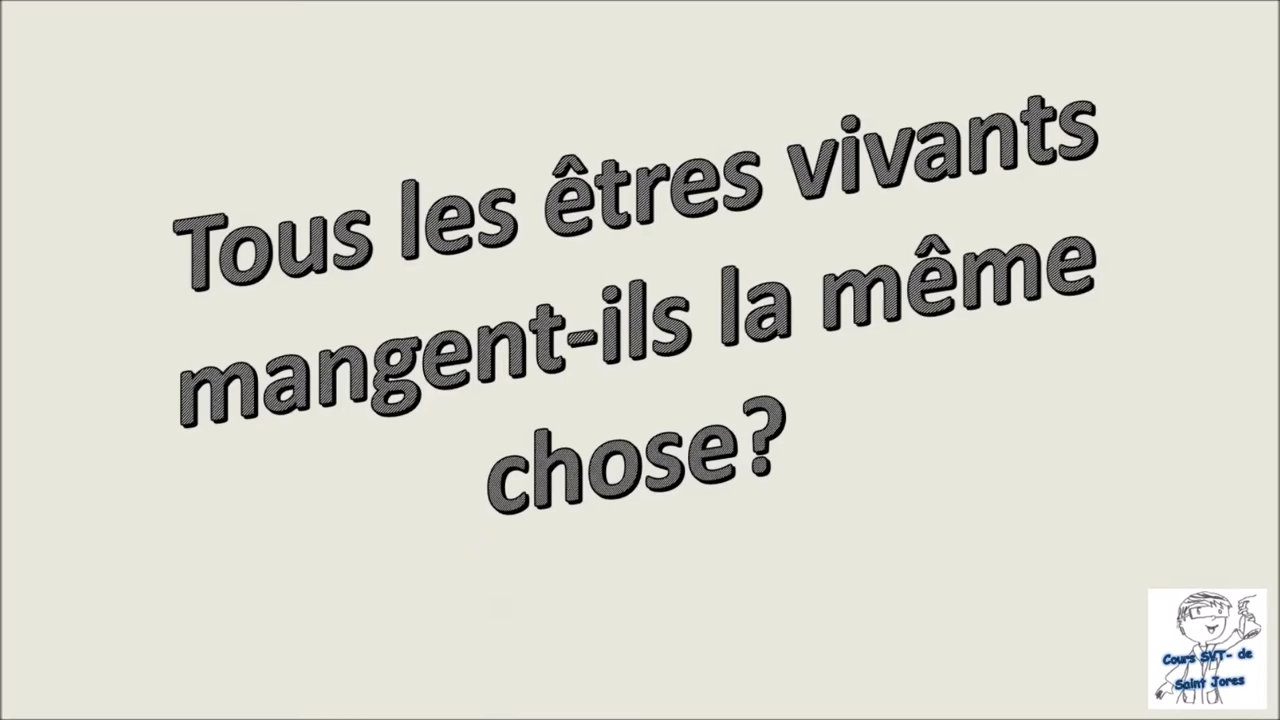 Tous les êtres vivants
mangent-ils la même
chose?
Cours SVT- de
Saint Jores